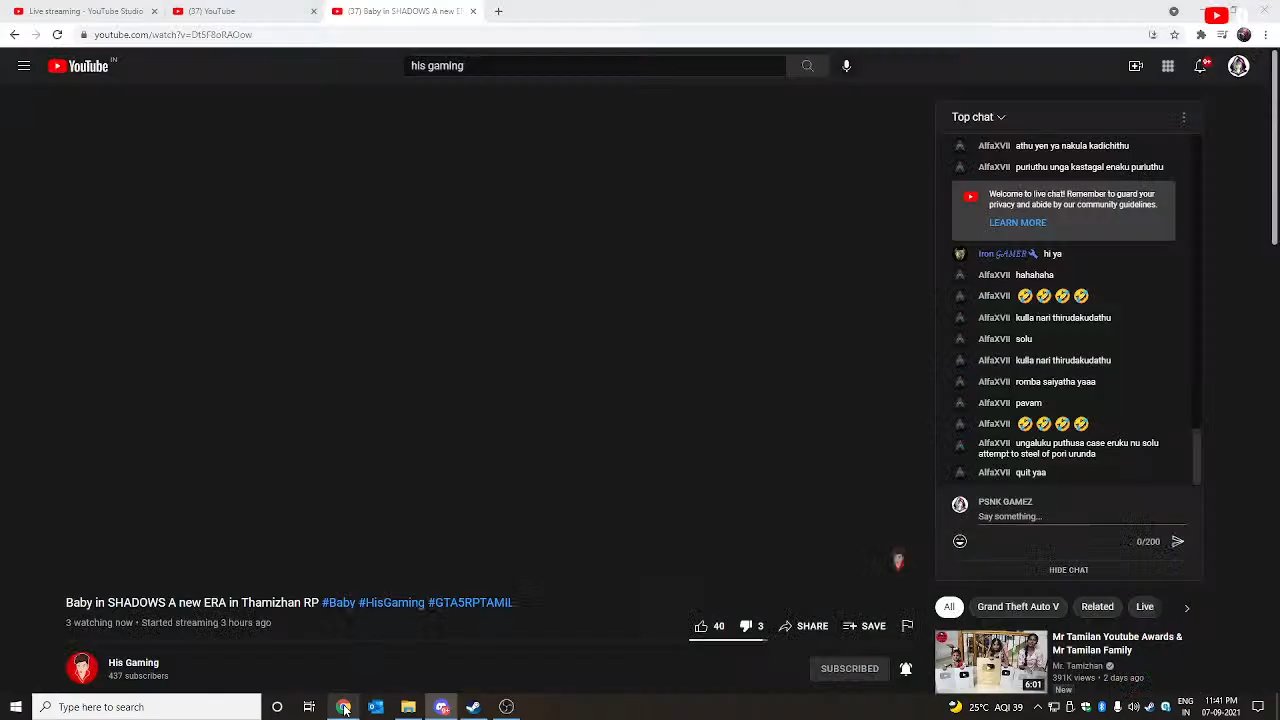 Live streaming - YouTube Studio
(37) YouTube
(37) Baby in SHADOWS A new E
youtube.com/watch?v=Dt5F8oRAOow
YouTube IN
his gaming
9+
Top chat
AlfaXVII athu yen ya nakula kadichithu
AlfaXVII puriuthu unga kastagal enaku puriuthu
Welcome to live chat! Remember to guard your
privacy and abide by our community guidelines.
LEARN MORE
Iron 𝓖𝓐𝓜𝓔𝓡 hi ya
AlfaXVII hahahaha
AlfaXVII 🤣🤣🤣🤣
AlfaXVII kulla nari thirudakudathu
AlfaXVII solu
AlfaXVII kulla nari thirudakudathu
AlfaXVII romba saiyatha yaaa
AlfaXVII pavam
AlfaXVII 🤣🤣🤣🤣
AlfaXVII ungaluku puthusa case eruku nu solu
attempt to steel of pori urunda
AlfaXVII quit yaa
PSNK GAMEZ
Say something...
0/200
HIDE CHAT
Baby in SHADOWS A new ERA in Thamizhan RP #Baby #HisGaming #GTA5RPTAMIL
3 watching now • Started streaming 3 hours ago
40 3 SHARE SAVE
His Gaming
437 subscribers
SUBSCRIBED
All Grand Theft Auto V Related Live
Mr Tamilan Youtube Awards &
Mr Tamilan Family
Mr. Tamizhan
391K views • 2 days ago
New
6:01
Type here to search
25°C AQI 39
ENG
IN
11:41 PM
07-09-2021